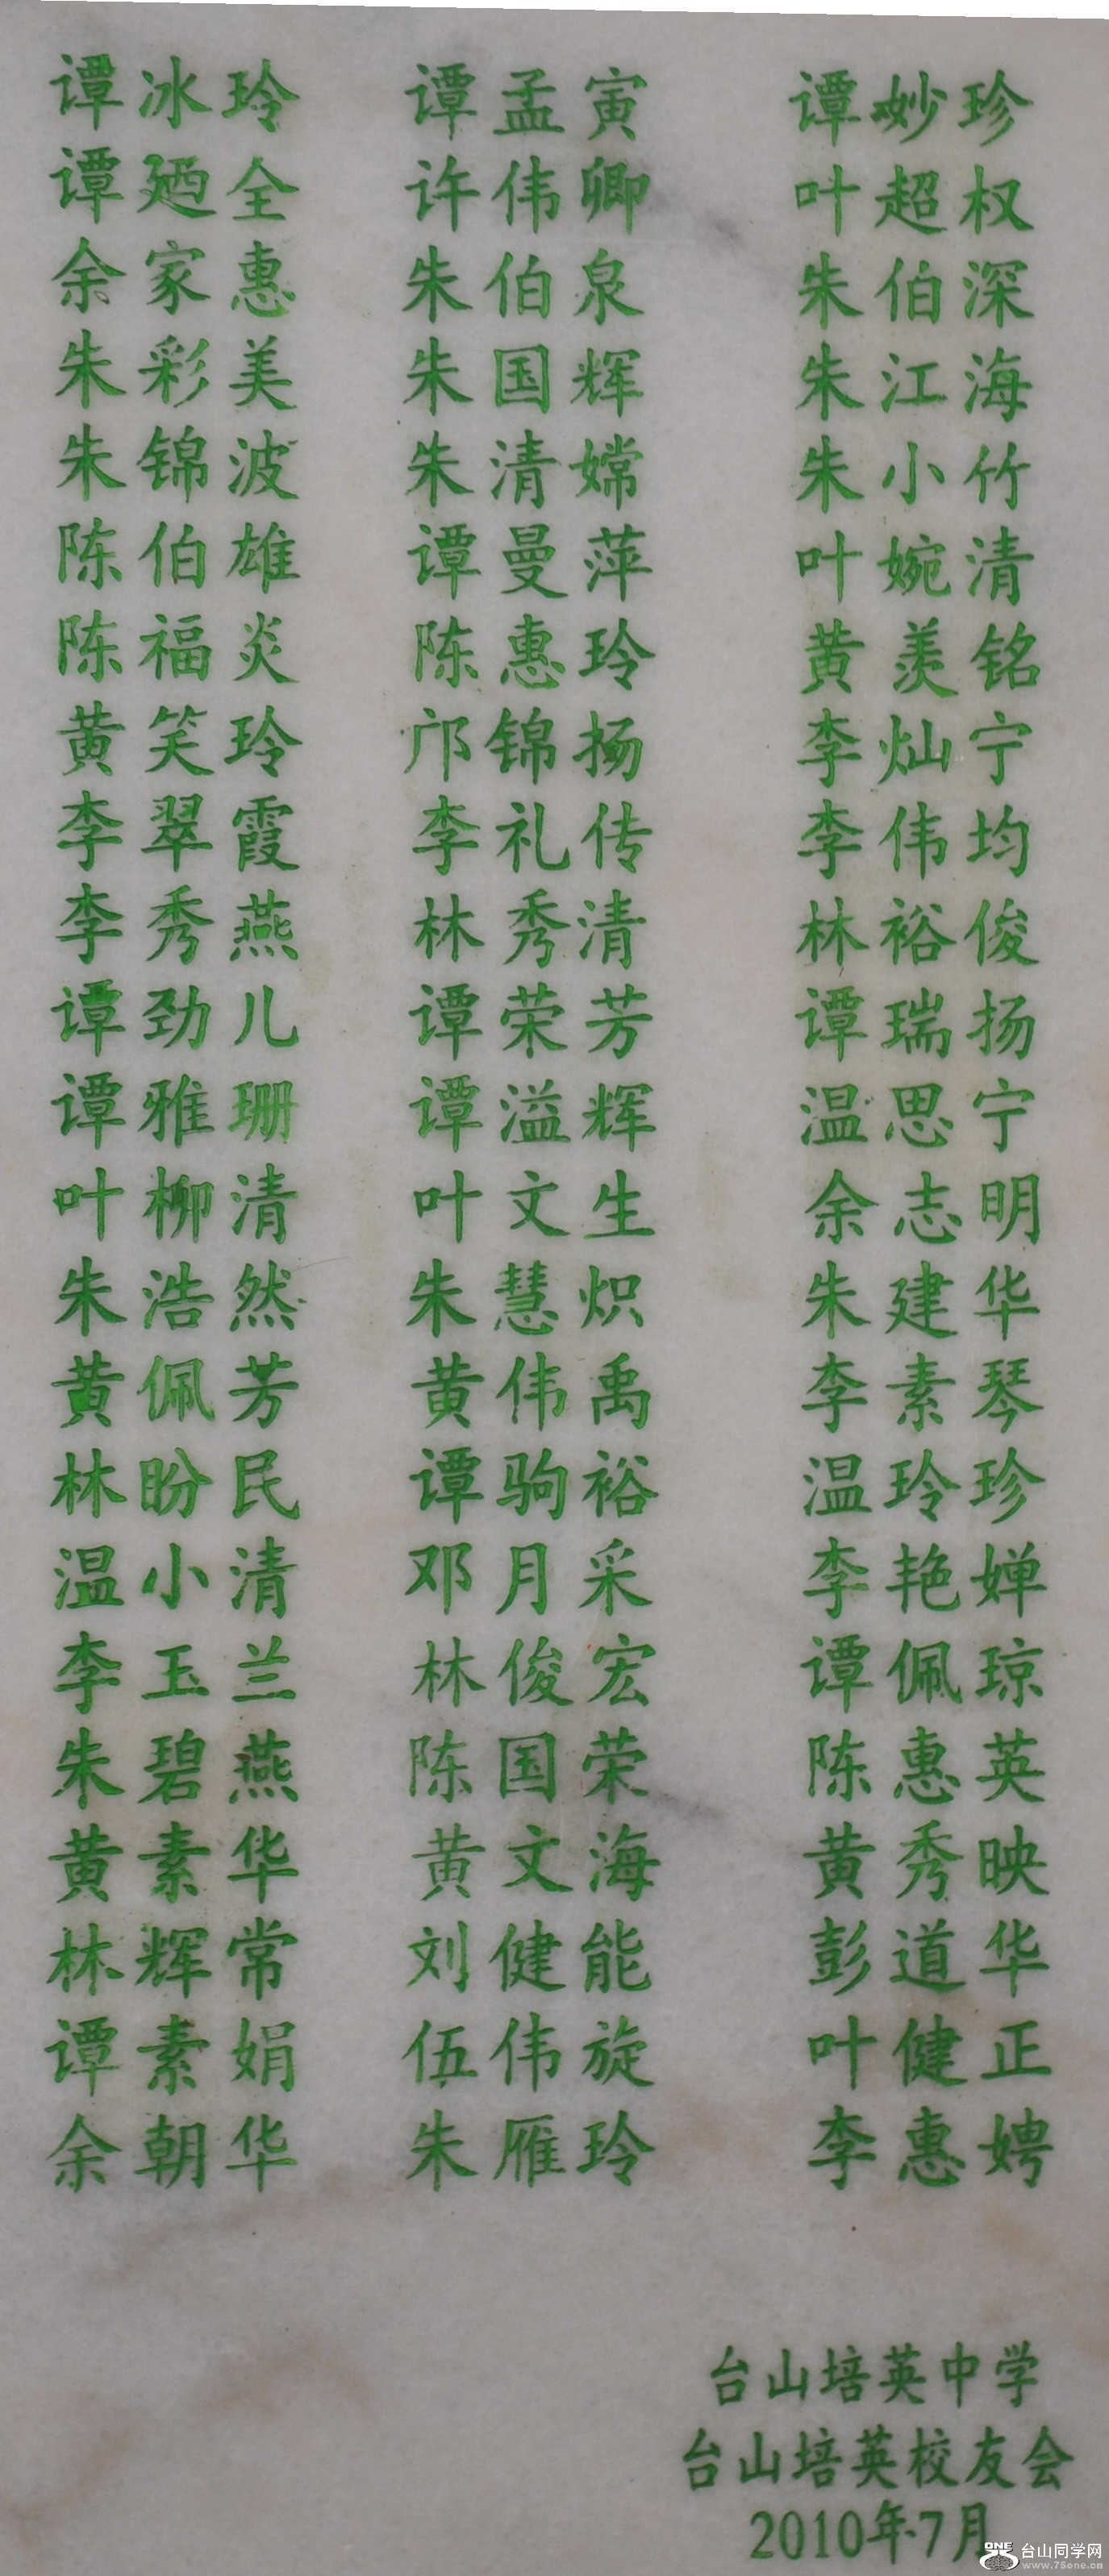 谭冰玲 谭孟寅 谭妙珍
谭廼全 许伟卿 叶超权
余家惠 朱伯泉 朱伯深
朱彩美 朱国辉 朱江海
朱锦波 朱清嫦 朱小竹
陈伯雄 谭曼萍 叶婉清
陈福炎 陈惠玲 黄羡铭
黄笑玲 邝锦扬 李灿宁
李翠霞 李礼传 李伟均
李秀燕 林秀清 林裕俊
谭劲儿 谭荣芳 谭瑞扬
谭雅珊 谭溢辉 温思宁
叶柳清 叶文生 余志明
朱浩然 朱慧炽 朱建华
黄佩芳 黄伟禹 李素琴
林盼民 谭驹裕 温玲珍
温小清 邓月采 李艳婵
李玉兰 林俊宏 谭佩琼
朱碧燕 陈国荣 陈惠英
黄素华 黄文海 黄秀映
林辉常 刘健能 彭道华
谭素娟 伍伟旋 叶健正
余朝华 朱雁玲 李惠娉
台山培英中学
台山培英校友会
2010年7月
ONE 台山同学网
www.75one.cn